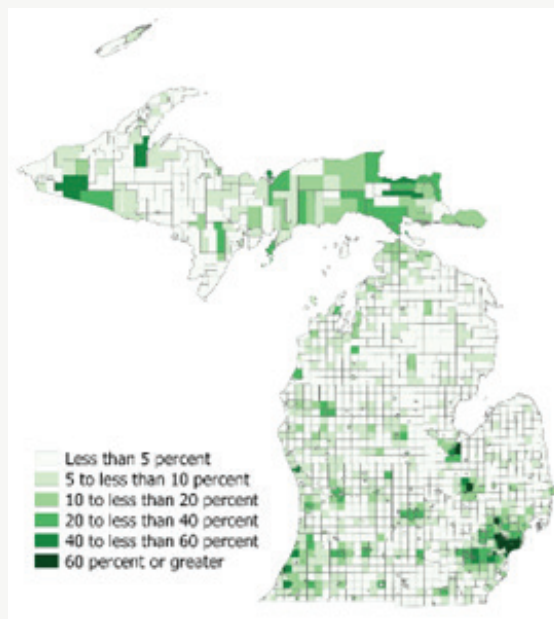 Less than 5 percent
5 to less than 10 percent
10 to less than 20 percent
20 to less than 40 percent
40 to less than 60 percent
60 percent or greater